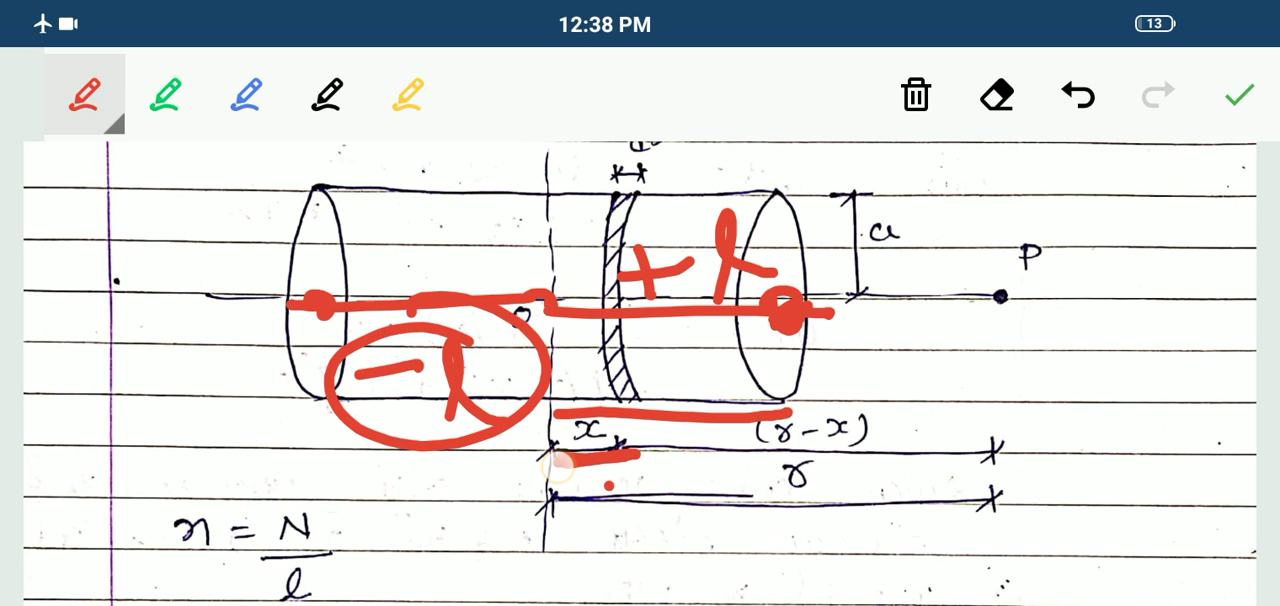 12:38 PM
13
a
P
+ l
O
- l
x (r-x)
r
n = N
l